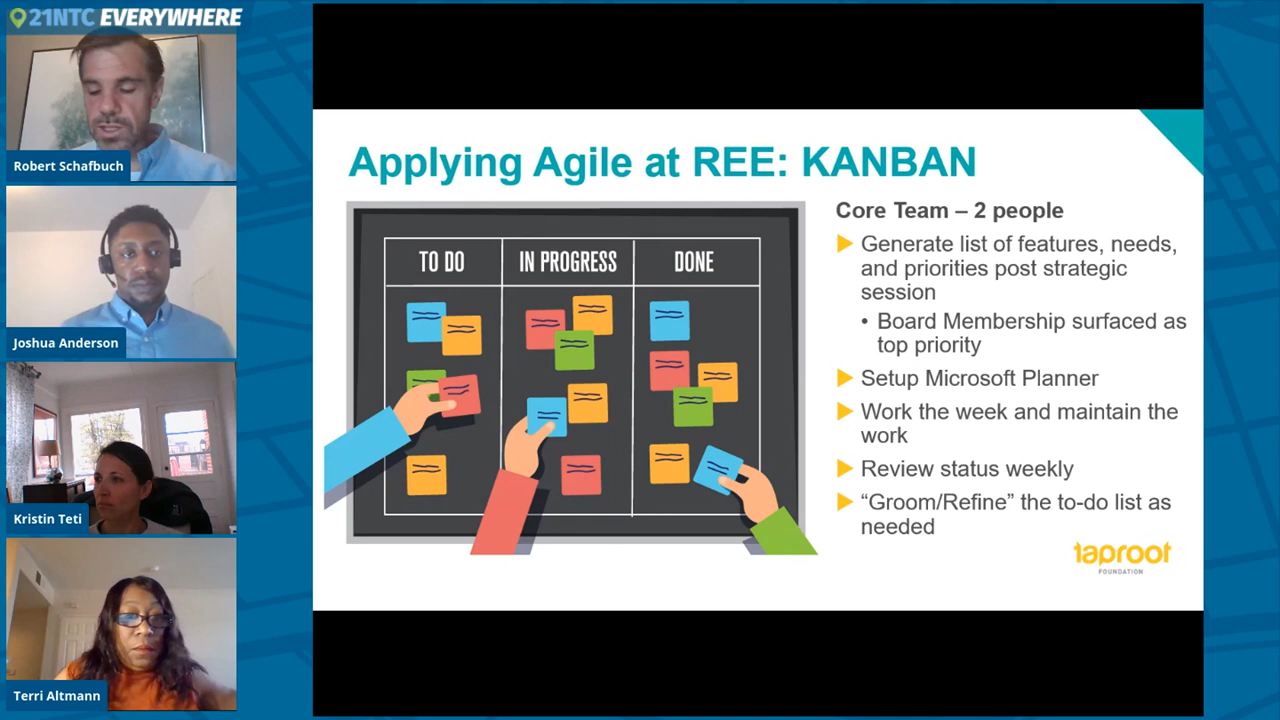 21NTC EVERYWHERE
Robert Schafbuch
Joshua Anderson
Kristin Teti
Terri Altmann
Applying Agile at REE: KANBAN
TO DO
IN PROGRESS
DONE
Core Team – 2 people
Generate list of features, needs,
and priorities post strategic
session
• Board Membership surfaced as
top priority
Setup Microsoft Planner
Work the week and maintain the
work
Review status weekly
“Groom/Refine” the to-do list as
needed
taproot
FOUNDATION